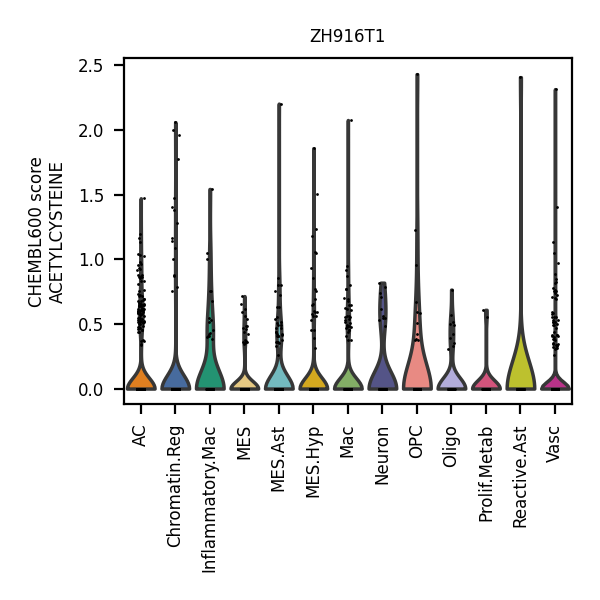 ZH916T1
CHEMBL600 score
ACETYLCYSTEINE
2.5
2.0
1.5
1.0
0.5
0.0
AC
Chromatin.Reg
Inflammatory.Mac
MES
MES.Ast
MES.Hyp
Mac
Neuron
OPC
Oligo
Prolif.Metab
Reactive.Ast
Vasc